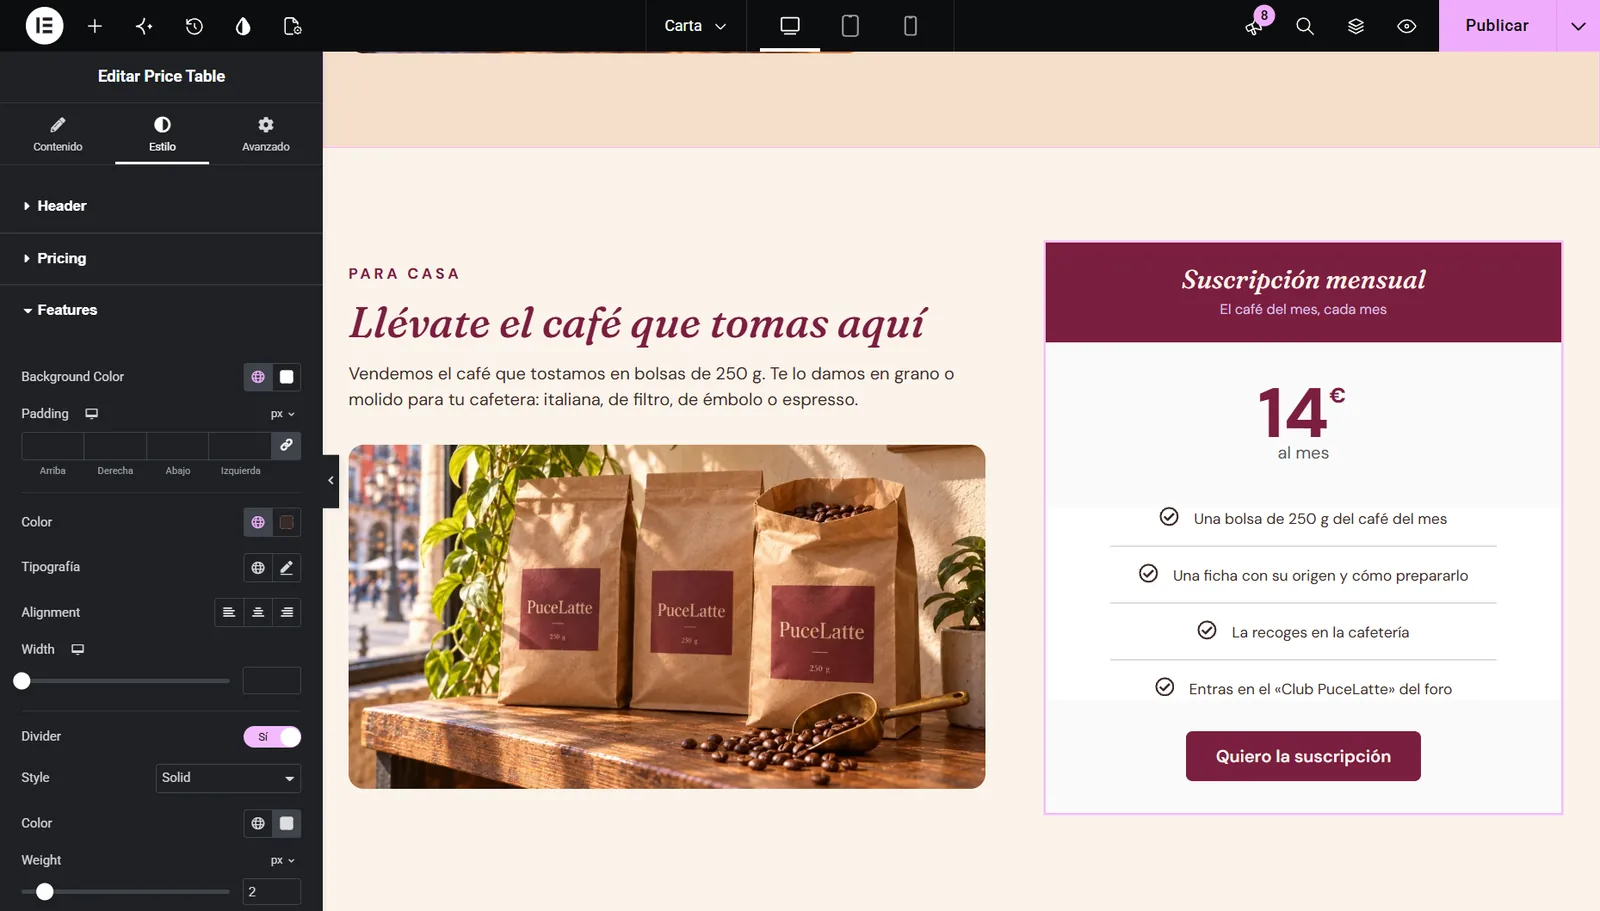 Carta
8
Publicar
Editar Price Table
Contenido
Estilo
Avanzado
Header
Pricing
Features
Background Color
Padding
px
Arriba
Derecha
Abajo
Izquierda
Color
Tipografía
Alignment
Width
Divider
Sí
Style
Solid
Color
Weight
px
2
PARA CASA
Llévate el café que tomas aquí
Vendemos el café que tostamos en bolsas de 250 g. Te lo damos en grano o
molido para tu cafetera: italiana, de filtro, de émbolo o espresso.
PuceLatte
250 g
PuceLatte
250 g
PuceLatte
250 g
Suscripción mensual
El café del mes, cada mes
14€
al mes
Una bolsa de 250 g del café del mes
Una ficha con su origen y cómo prepararlo
La recoges en la cafetería
Entras en el «Club PuceLatte» del foro
Quiero la suscripción